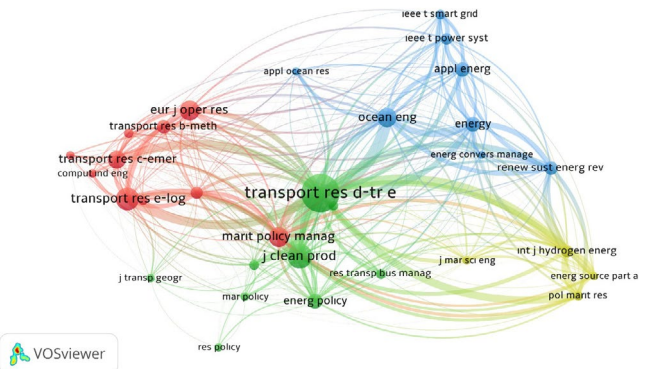 ieee t smart grid
ieee t power syst
appl energ
appl ocean res
eur j oper res
ocean eng
energy
transport res b-meth
transport res c-emer
energ convers manage
comput ind eng
renew sust energ rev
transport res d-tr e
transport res e-log
marit policy manag
int j hydrogen energ
j clean prod
j mar sci eng
j transp geogr
res transp bus manag
energ source part a
mar policy
energ policy
pol marit res
res policy
VOSviewer